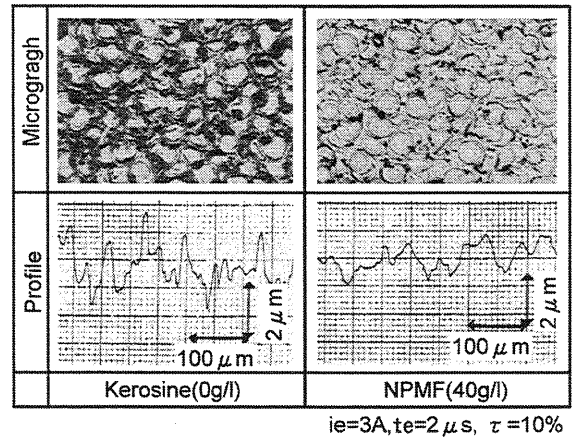 Microgragh
Profile
100 μm
2 μm
100 μm
2 μm
Kerosine(0g/l)
NPMF(40g/l)
ie=3A,te=2 μs, τ=10%